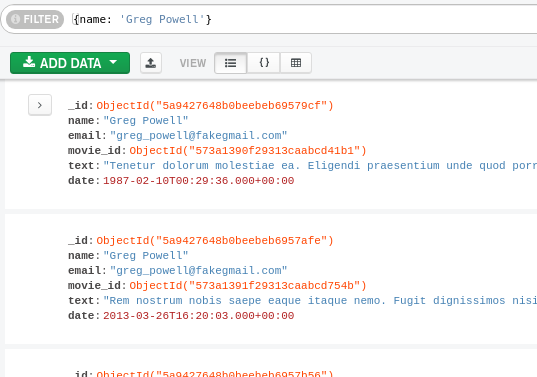 FILTER {name: 'Greg Powell'}
ADD DATA VIEW { }
_id: ObjectId("5a9427648b0beebeb69579cf")
name: "Greg Powell"
email: "greg_powell@fakegmail.com"
movie_id: ObjectId("573a1390f29313caabcd41b1")
text: "Tenetur dolorum molestiae ea. Eligendi praesentium unde quod porr
date: 1987-02-10T00:29:36.000+00:00
_id: ObjectId("5a9427648b0beebeb6957afe")
name: "Greg Powell"
email: "greg_powell@fakegmail.com"
movie_id: ObjectId("573a1391f29313caabcd754b")
text: "Rem nostrum nobis saepe eaque itaque nemo. Fugit dignissimos nisi
date: 2013-03-26T16:20:03.000+00:00
_id: ObjectId("5a9427648b0beebeb6957b56")